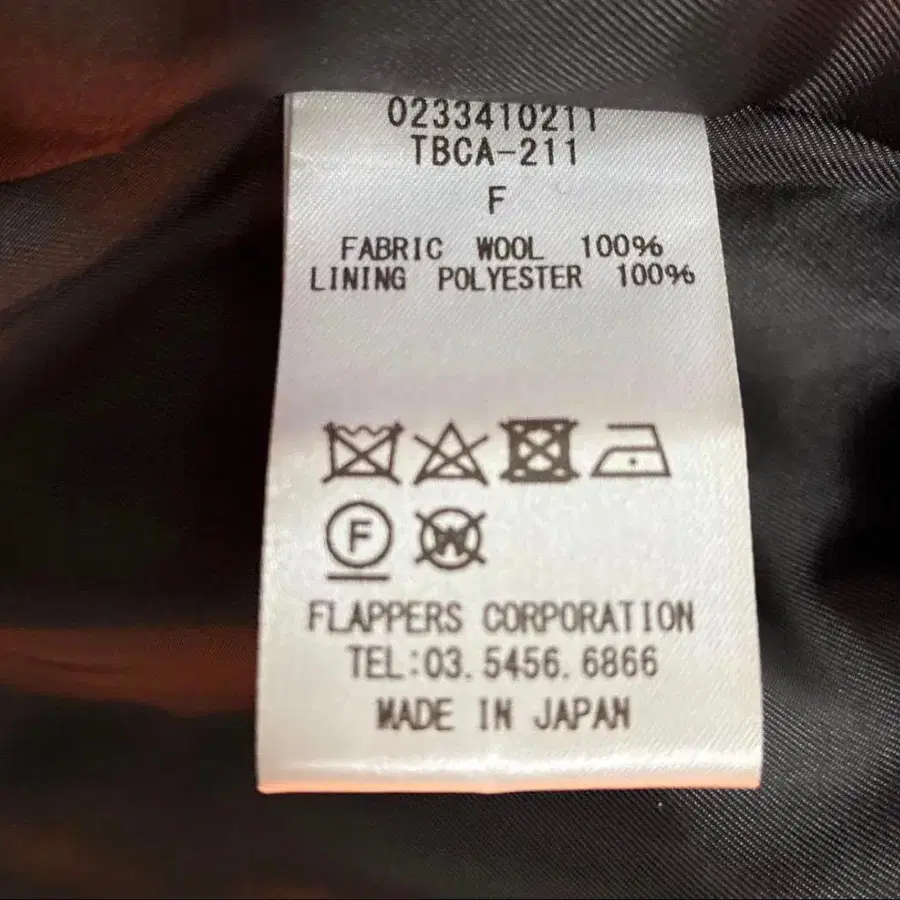 0233410211
TBCA-211
F
FABRIC WOOL 100%
LINING POLYESTER 100%
F W
FLAPPERS CORPORATION
TEL:03.5456.6866
MADE IN JAPAN